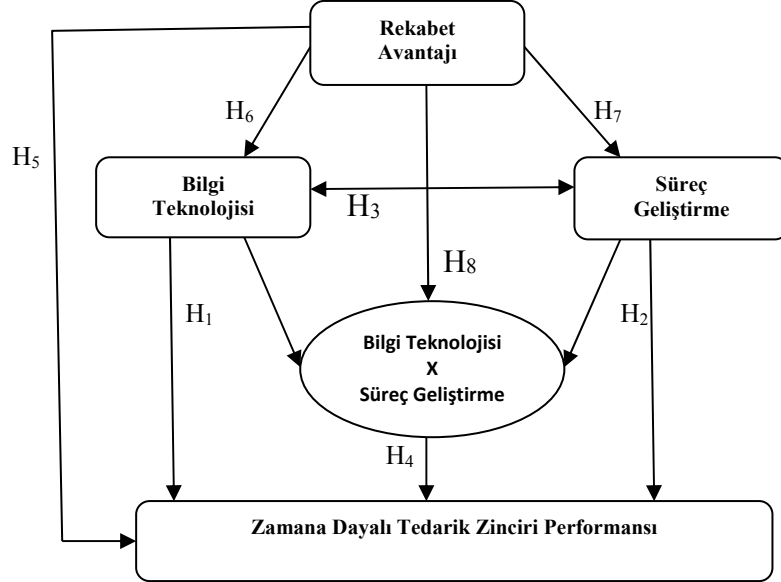 Rekabet
Avantajı
H6
H7
H5
Bilgi
Teknolojisi
H3
Süreç
Geliştirme
H8
H1
H2
Bilgi Teknolojisi
X
Süreç Geliştirme
H4
Zamana Dayalı Tedarik Zinciri Performansı